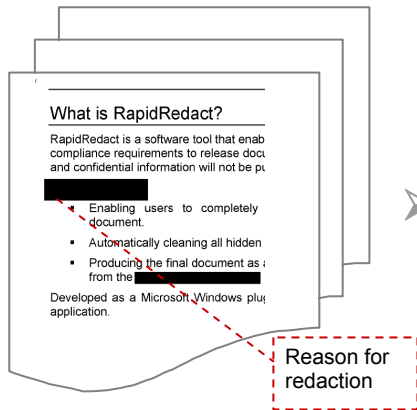 What is RapidRedact?
RapidRedact is a software tool that enab
compliance requirements to release docu
and confidential information will not be pu
▪ Enabling users to completely
document.
▪ Automatically cleaning all hidden
▪ Producing the final document as a
from the
Developed as a Microsoft Windows plug
application.
Reason for
redaction